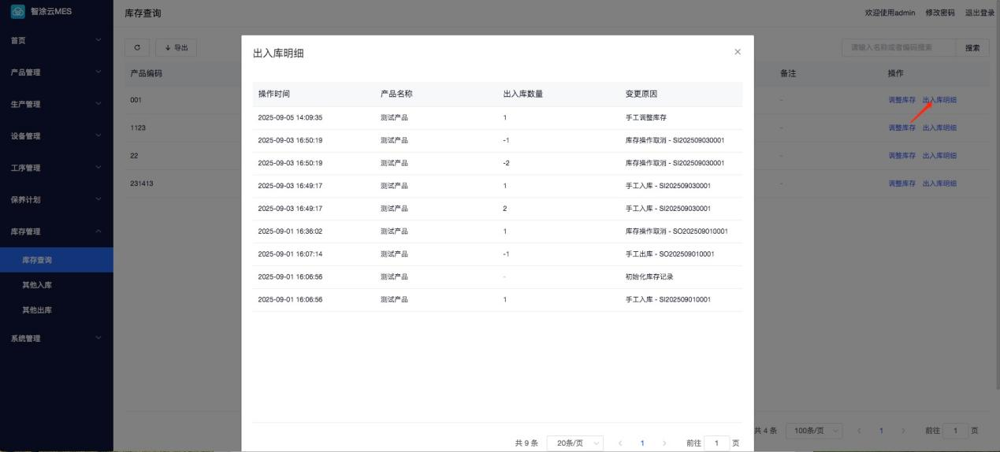 智涂云MES
库存查询
欢迎使用admin 修改密码 退出登录
首页
产品管理
生产管理
设备管理
工序管理
保养计划
库存管理
库存查询
其他入库
其他出库
系统管理
导出
请输入名称或者编码搜索 搜索
产品编码 备注 操作
001 - 调整库存 出入库明细
1123 - 调整库存 出入库明细
22 - 调整库存 出入库明细
231413 - 调整库存 出入库明细
共 4 条 100条/页 1 前往 1 页
出入库明细
操作时间 产品名称 出入库数量 变更原因
2025-09-05 14:09:35 测试产品 1 手工调整库存
2025-09-03 16:50:19 测试产品 -1 库存操作取消 - SI202509030001
2025-09-03 16:50:19 测试产品 -2 库存操作取消 - SI202509030001
2025-09-03 16:49:17 测试产品 1 手工入库 - SI202509030001
2025-09-03 16:49:17 测试产品 2 手工入库 - SI202509030001
2025-09-01 16:36:02 测试产品 1 库存操作取消 - SO202509010001
2025-09-01 16:07:14 测试产品 -1 手工出库 - SO202509010001
2025-09-01 16:06:56 测试产品 - 初始化库存记录
2025-09-01 16:06:56 测试产品 1 手工入库 - SI202509010001
共 9 条 20条/页 1 前往 1 页